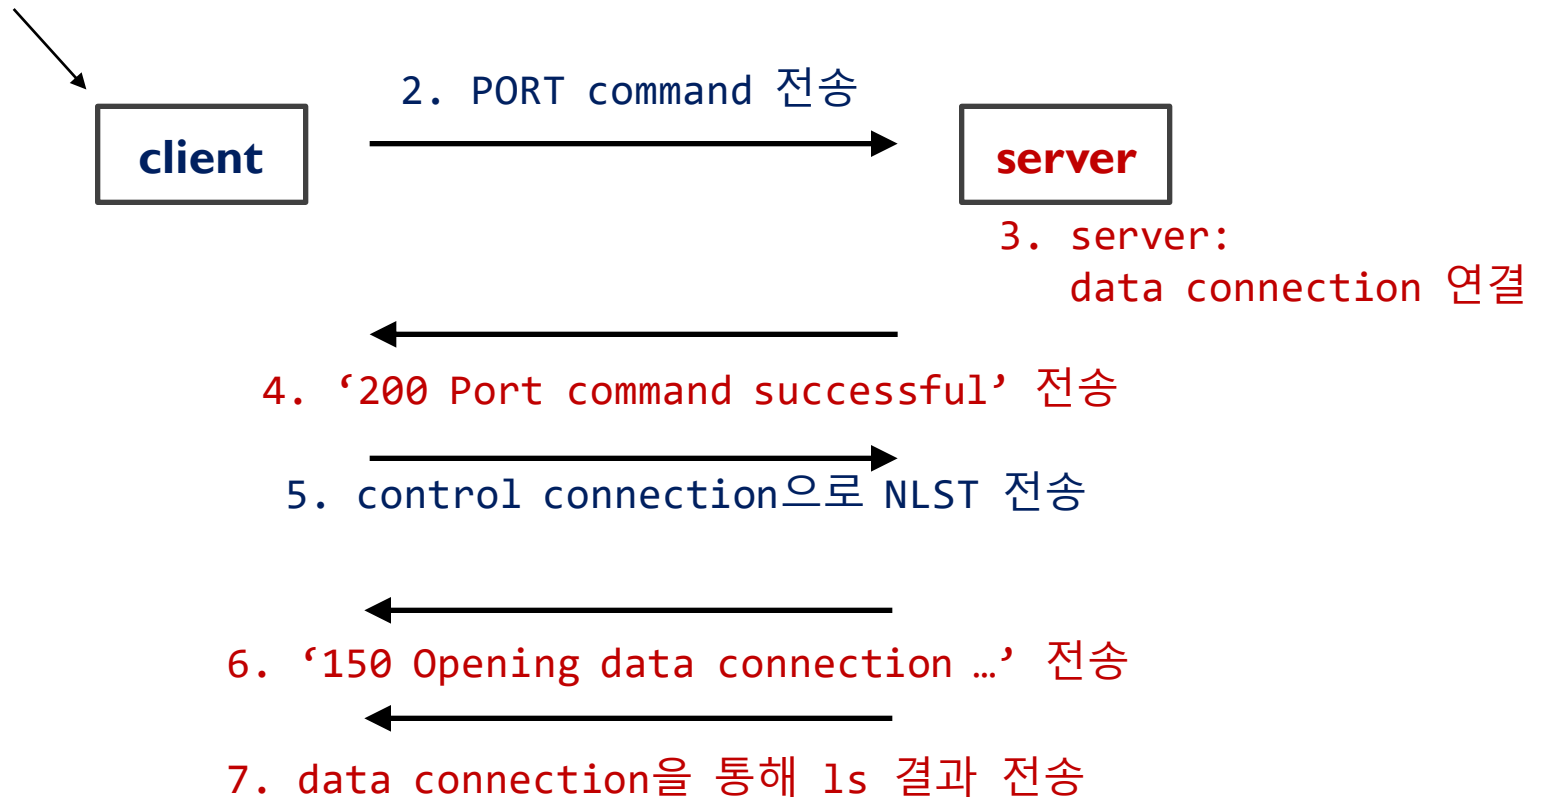 2. PORT command 전송
client
server
3. server:
data connection 연결
4. ‘200 Port command successful’ 전송
5. control connection으로 NLST 전송
6. ‘150 Opening data connection …’ 전송
7. data connection을 통해 ls 결과 전송